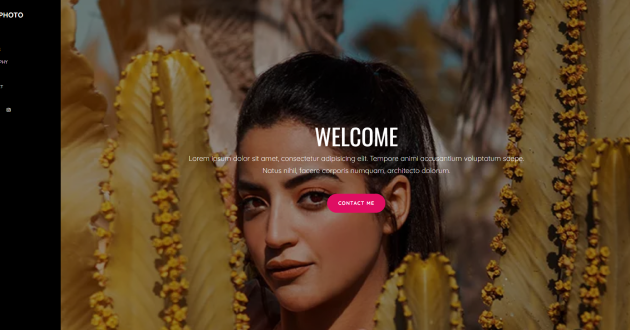 PHOTO
PHY
T
WELCOME
Lorem ipsum dolor sit amet, consectetur adipisicing elit. Tempore animi accusantium voluptatum saepe.
Natus nihil, facere corporis numquam, architecto dolorum.
CONTACT ME